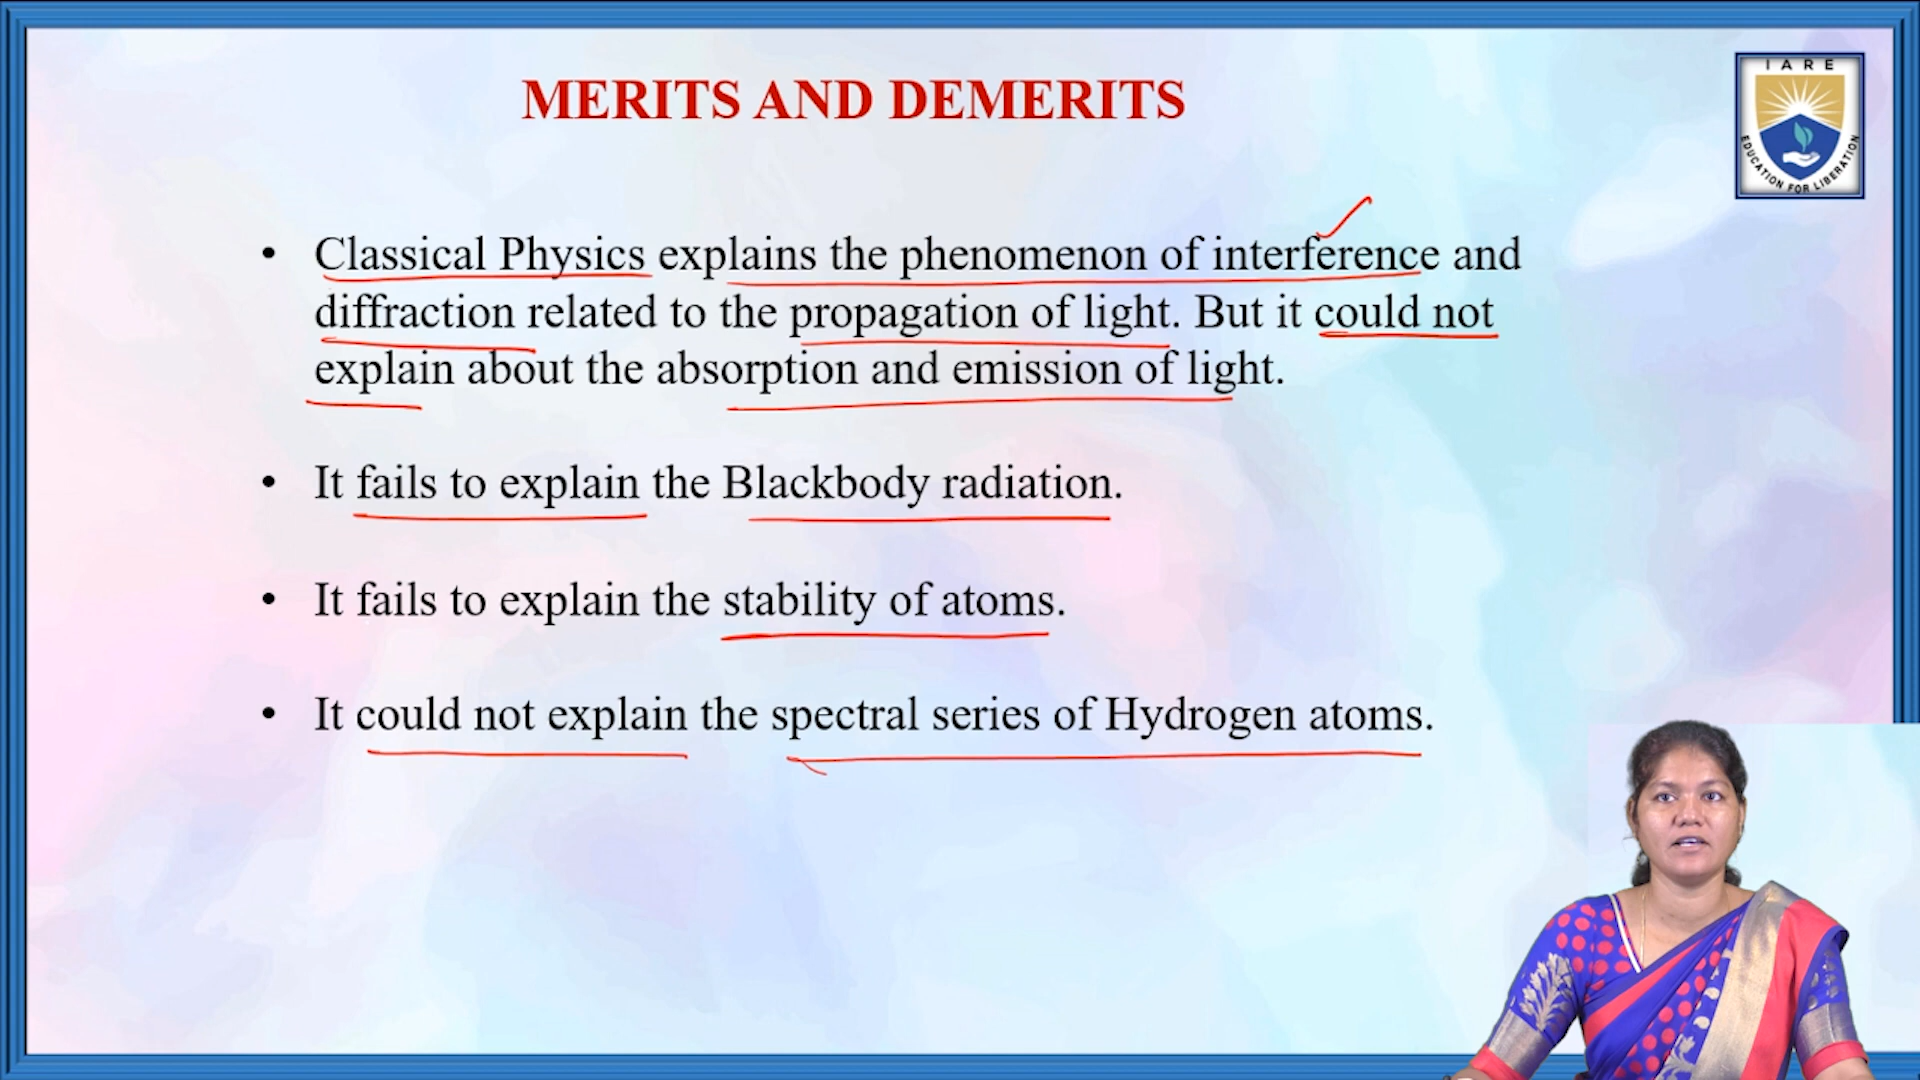 MERITS AND DEMERITS
I A R E
EDUCATION FOR LIBERATION
• Classical Physics explains the phenomenon of interference and
diffraction related to the propagation of light. But it could not
explain about the absorption and emission of light.
• It fails to explain the Blackbody radiation.
• It fails to explain the stability of atoms.
• It could not explain the spectral series of Hydrogen atoms.